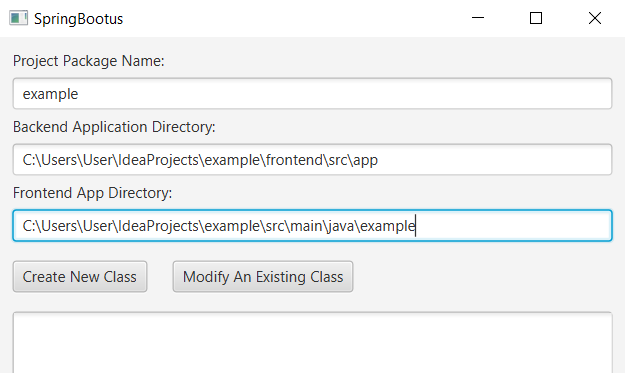 SpringBootus
Project Package Name:
example
Backend Application Directory:
C:\Users\User\IdeaProjects\example\frontend\src\app
Frontend App Directory:
C:\Users\User\IdeaProjects\example\src\main\java\example
Create New Class
Modify An Existing Class